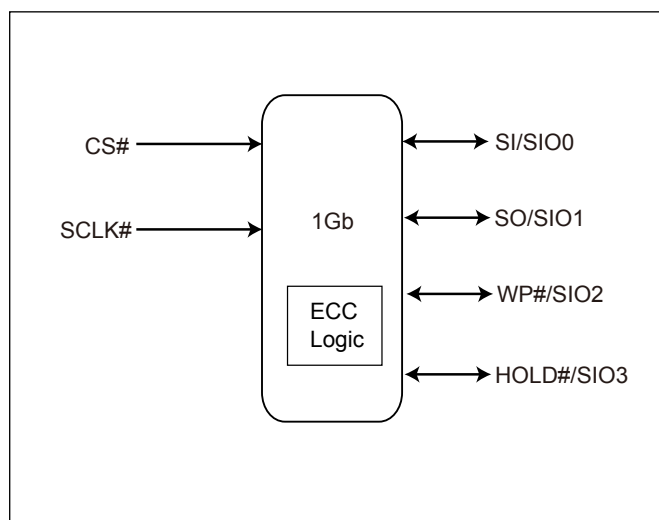 CS#
SCLK#
1Gb
ECC
Logic
SI/SIO0
SO/SIO1
WP#/SIO2
HOLD#/SIO3